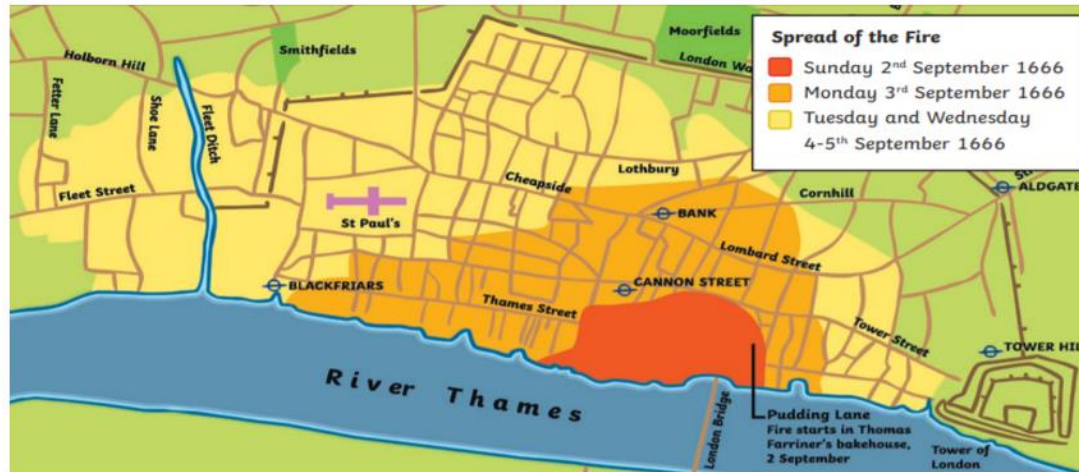 Spread of the Fire
Sunday 2nd September 1666
Monday 3rd September 1666
Tuesday and Wednesday
4-5th September 1666
Holborn Hill
Smithfields
Moorfields
London Wa
Fetter Lane
Shoe Lane
Fleet Ditch
Fleet Street
St Paul's
Cheapside
Lothbury
Cornhill
ALDGATE
BANK
Lombard Street
BLACKFRIARS
CANNON STREET
Thames Street
Tower Street
TOWER HIL
River Thames
London Bridge
Pudding Lane
Fire starts in Thomas
Farriner's bakehouse,
2 September
Tower of
London